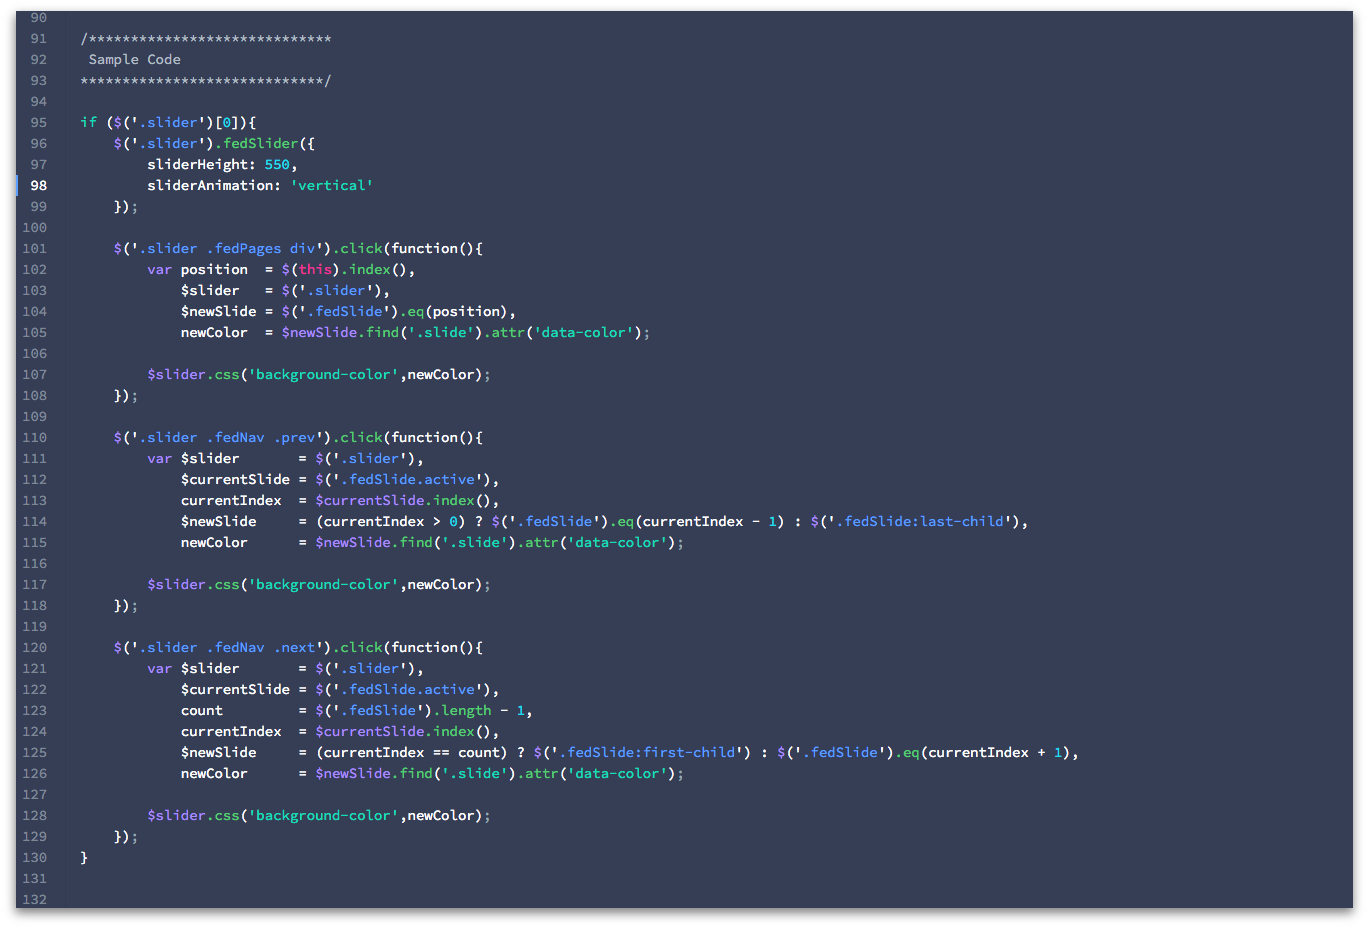 90
91 /*****************************
92  Sample Code
93 *****************************/
94
95 if ($('.slider')[0]){
96     $('.slider').fedSlider({
97         sliderHeight: 550,
98         sliderAnimation: 'vertical'
99     });
100
101     $('.slider .fedPages div').click(function(){
102         var position  = $(this).index(),
103             $slider   = $('.slider'),
104             $newSlide = $('.fedSlide').eq(position),
105             newColor  = $newSlide.find('.slide').attr('data-color');
106
107         $slider.css('background-color',newColor);
108     });
109
110     $('.slider .fedNav .prev').click(function(){
111         var $slider       = $('.slider'),
112             $currentSlide = $('.fedSlide.active'),
113             currentIndex  = $currentSlide.index(),
114             $newSlide     = (currentIndex > 0) ? $('.fedSlide').eq(currentIndex - 1) : $('.fedSlide:last-child'),
115             newColor      = $newSlide.find('.slide').attr('data-color');
116
117         $slider.css('background-color',newColor);
118     });
119
120     $('.slider .fedNav .next').click(function(){
121         var $slider       = $('.slider'),
122             $currentSlide = $('.fedSlide.active'),
123             count         = $('.fedSlide').length - 1,
124             currentIndex  = $currentSlide.index(),
125             $newSlide     = (currentIndex == count) ? $('.fedSlide:first-child') : $('.fedSlide').eq(currentIndex + 1),
126             newColor      = $newSlide.find('.slide').attr('data-color');
127
128         $slider.css('background-color',newColor);
129     });
130 }
131
132